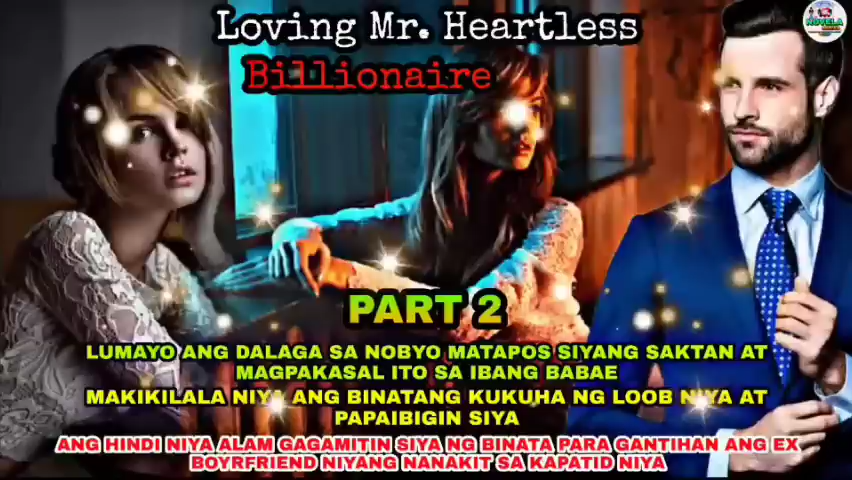 NOVELA
Loving Mr. Heartless
Billionaire
PART 2
LUMAYO ANG DALAGA SA NOBYO MATAPOS SIYANG SAKTAN AT
MAGPAKASAL ITO SA IBANG BABAE
MAKIKILALA NIYA ANG BINATANG KUKUHA NG LOOB NIYA AT
PAPAIBIGIN SIYA
ANG HINDI NIYA ALAM GAGAMITIN SIYA NG BINATA PARA GANTIHAN ANG EX
BOYRFRIEND NIYANG NANAKIT SA KAPATID NIYA